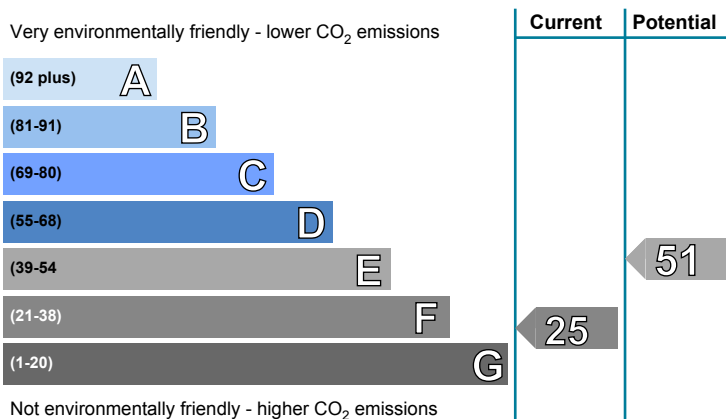 Current Potential
Very environmentally friendly - lower CO₂ emissions
(92 plus) A
(81-91) B
(69-80) C
(55-68) D
(39-54 E
51
(21-38) F
25
(1-20) G
Not environmentally friendly - higher CO₂ emissions